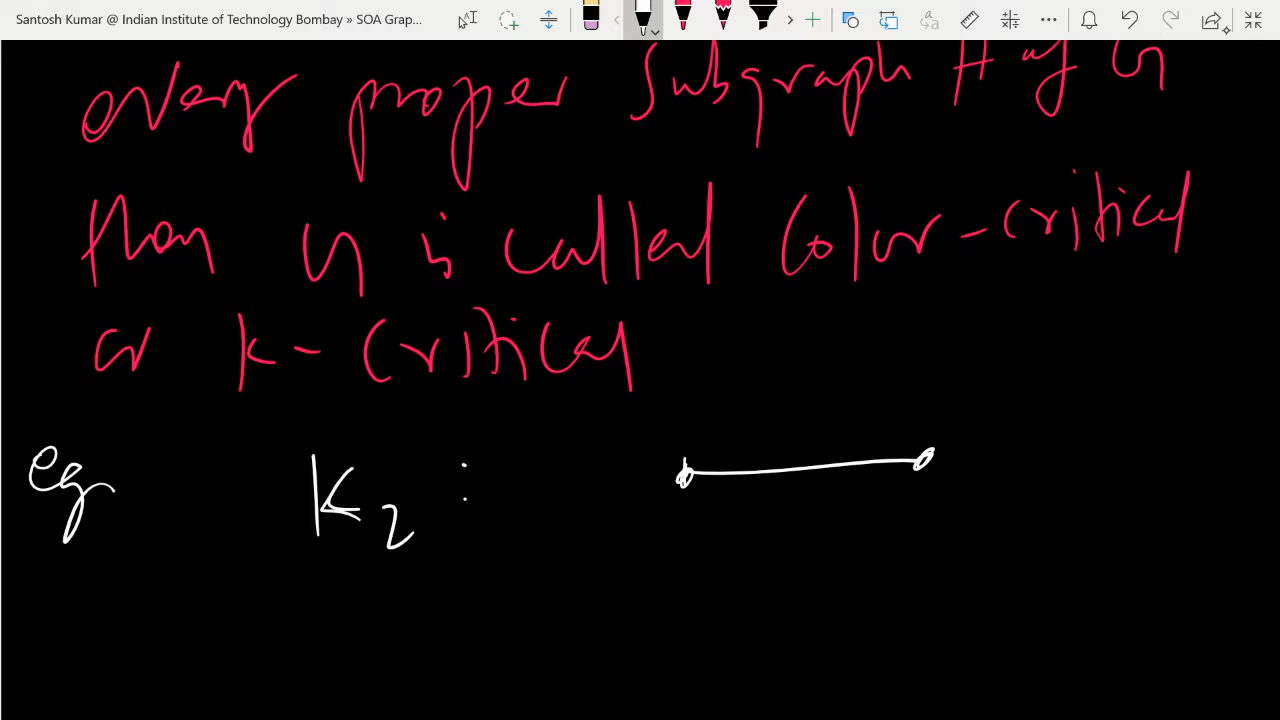 Santosh Kumar @ Indian Institute of Technology Bombay » SOA Grap...
every proper subgraph H of G
then G is called Color-critical
or k-critical
eg K2 :